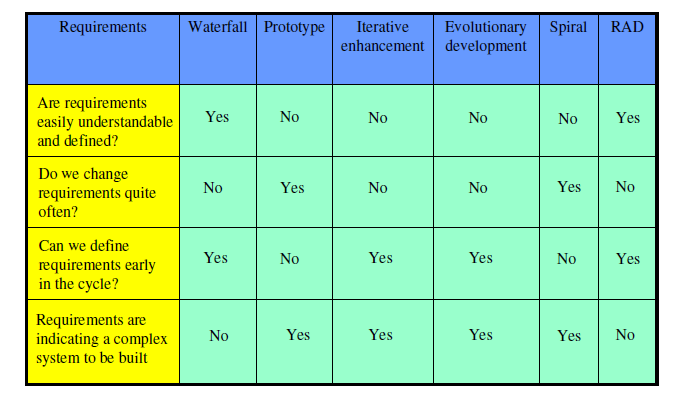 Requirements Waterfall Prototype Iterative enhancement Evolutionary development Spiral RAD
Are requirements
easily understandable
and defined?
Yes No No No No Yes
Do we change
requirements quite
often?
No Yes No No Yes No
Can we define
requirements early
in the cycle?
Yes No Yes Yes No Yes
Requirements are
indicating a complex
system to be built
No Yes Yes Yes Yes No